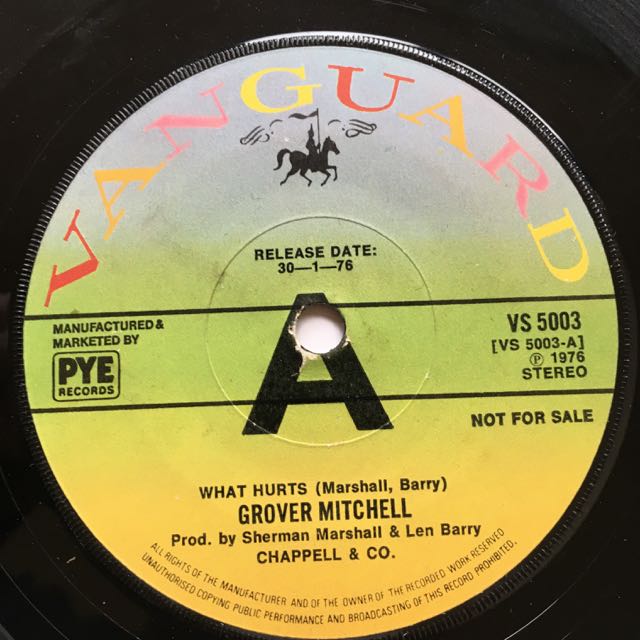 VANGUARD
RELEASE DATE:
30—1—76
A
MANUFACTURED &
MARKETED BY
PYE
RECORDS
VS 5003
[VS 5003-A]
Ⓟ 1976
STEREO
NOT FOR SALE
WHAT HURTS (Marshall, Barry)
GROVER MITCHELL
Prod. by Sherman Marshall & Len Barry
CHAPPELL & CO.
ALL RIGHTS OF THE MANUFACTURER AND OF THE OWNER OF THE RECORDED WORK RESERVED
UNAUTHORISED COPYING PUBLIC PERFORMANCE AND BROADCASTING OF THIS RECORD PROHIBITED.